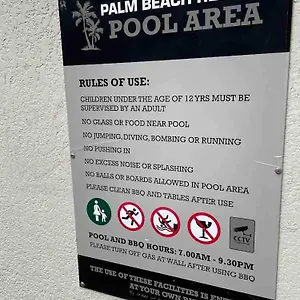 PALM BEACH
POOL AREA
RULES OF USE:
CHILDREN UNDER THE AGE OF 12 YRS MUST BE
SUPERVISED BY AN ADULT
NO GLASS OR FOOD NEAR POOL
NO JUMPING, DIVING, BOMBING OR RUNNING
NO PUSHING IN
NO EXCESS NOISE OR SPLASHING
NO BALLS OR BOARDS ALLOWED IN POOL AREA
PLEASE CLEAN BBQ AND TABLES AFTER USE
CCTV
POOL AND BBQ HOURS: 7.00AM - 9.30PM
PLEASE TURN OFF GAS AT WALL AFTER USING BBQ
THE USE OF THESE FACILITIES IS
AT YOUR OWN